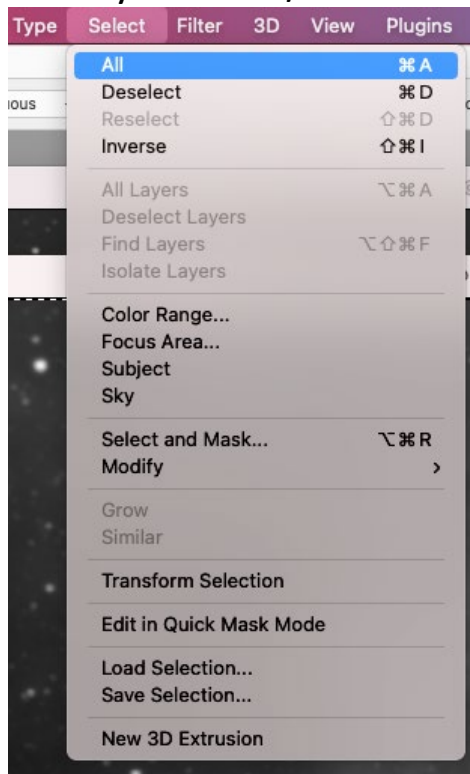 Type Select Filter 3D View Plugins
All ⌘ A
Deselect ⌘ D
Reselect ⇧ ⌘ D
Inverse ⇧ ⌘ I
All Layers ⌥ ⌘ A
Deselect Layers
Find Layers ⌥ ⇧ ⌘ F
Isolate Layers
Color Range...
Focus Area...
Subject
Sky
Select and Mask... ⌥ ⌘ R
Modify >
Grow
Similar
Transform Selection
Edit in Quick Mask Mode
Load Selection...
Save Selection...
New 3D Extrusion